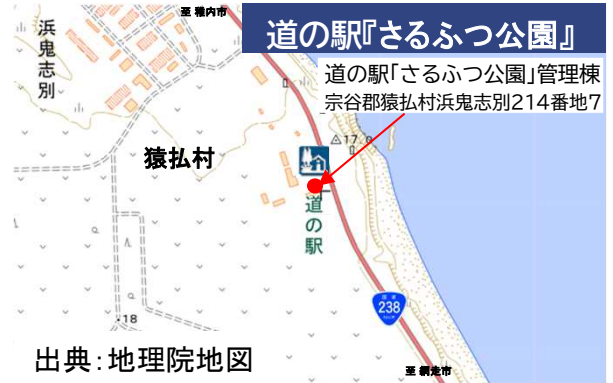 至 稚内市
道の駅『さるふつ公園』
浜鬼志別
道の駅「さるふつ公園」管理棟
宗谷郡猿払村浜鬼志別214番地7
17.0
猿払村
道の駅
238
18
出典:地理院地図
至 網走市